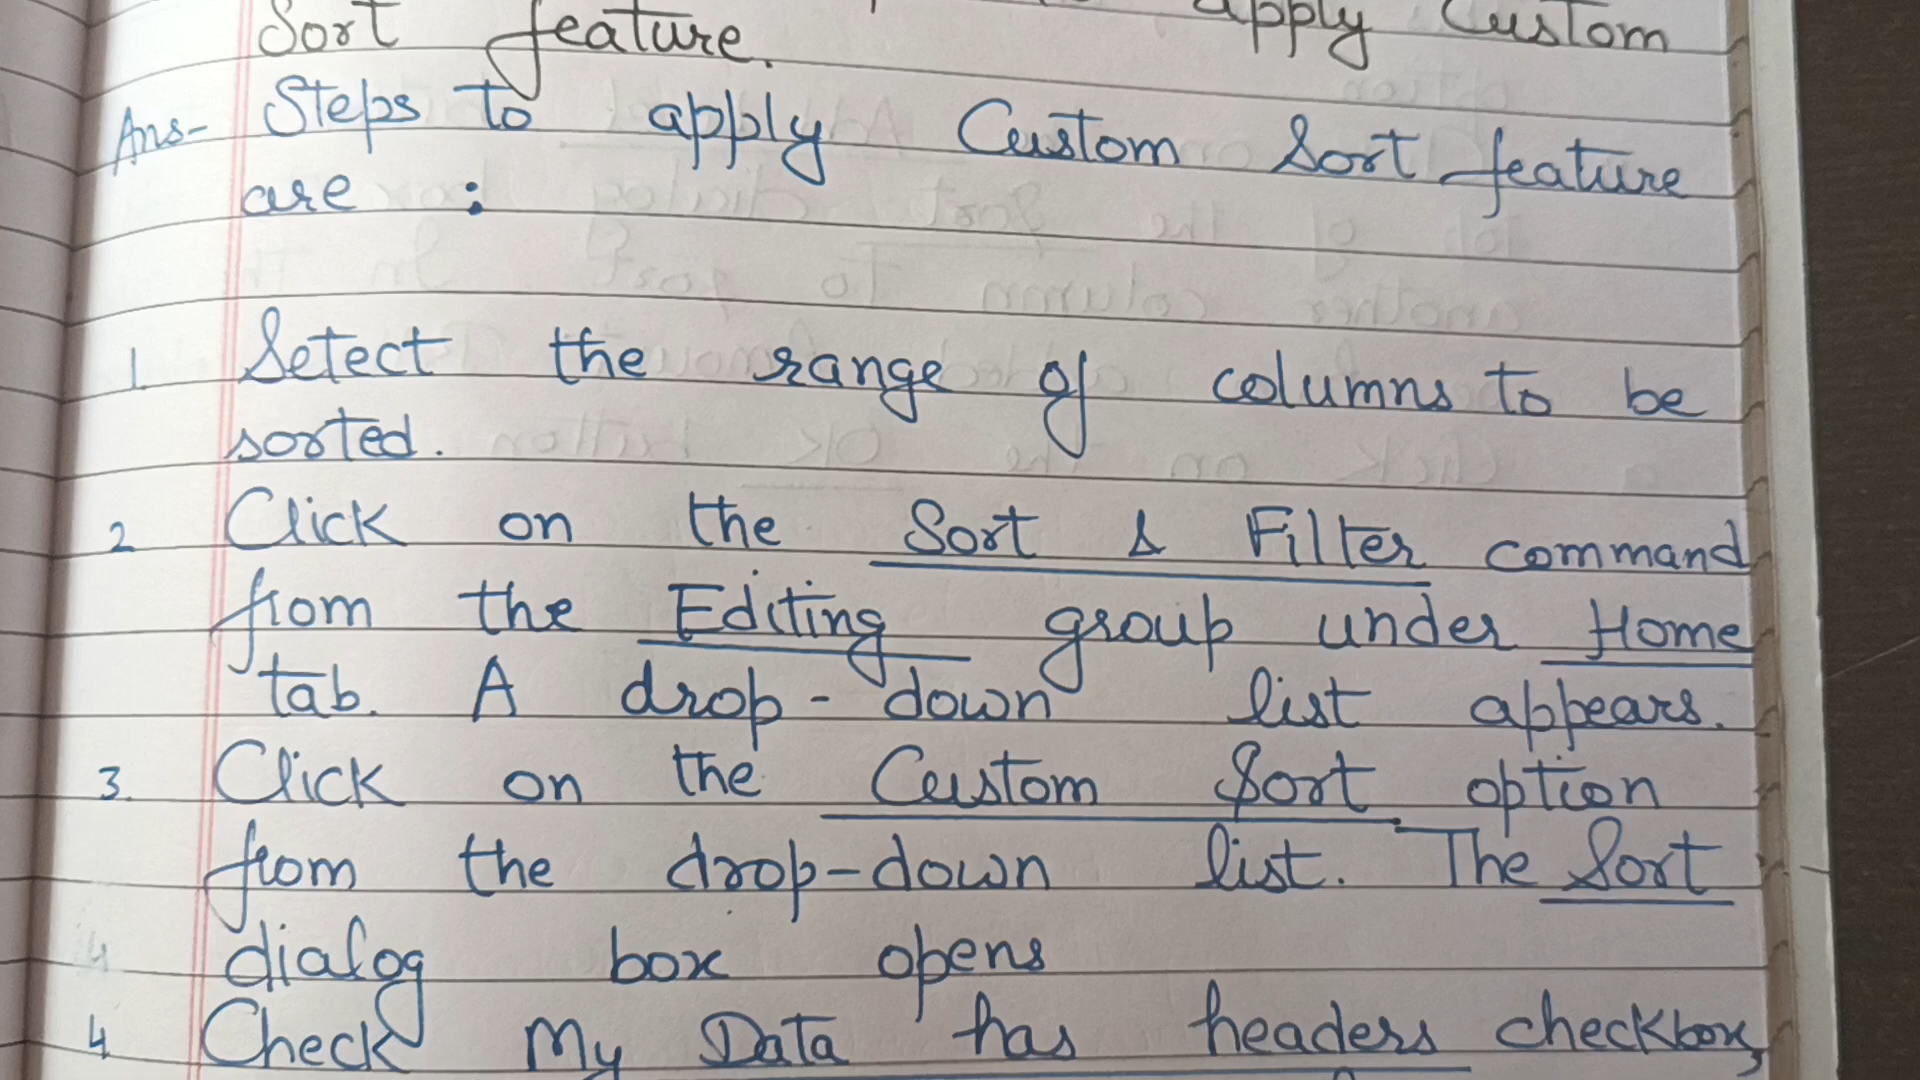 apply Custom
Sort feature.
Ans- Steps to apply Custom Sort feature
are :
1. Setect the range of columns to be
sorted.
2 Click on the Sort & Filter command
from the Editing group under Home
tab. A drop-down list appears.
3. Click on the Custom Sort option
from the drop-down list. The Sort
dialog box opens
4 Check My Data has headers checkbox,